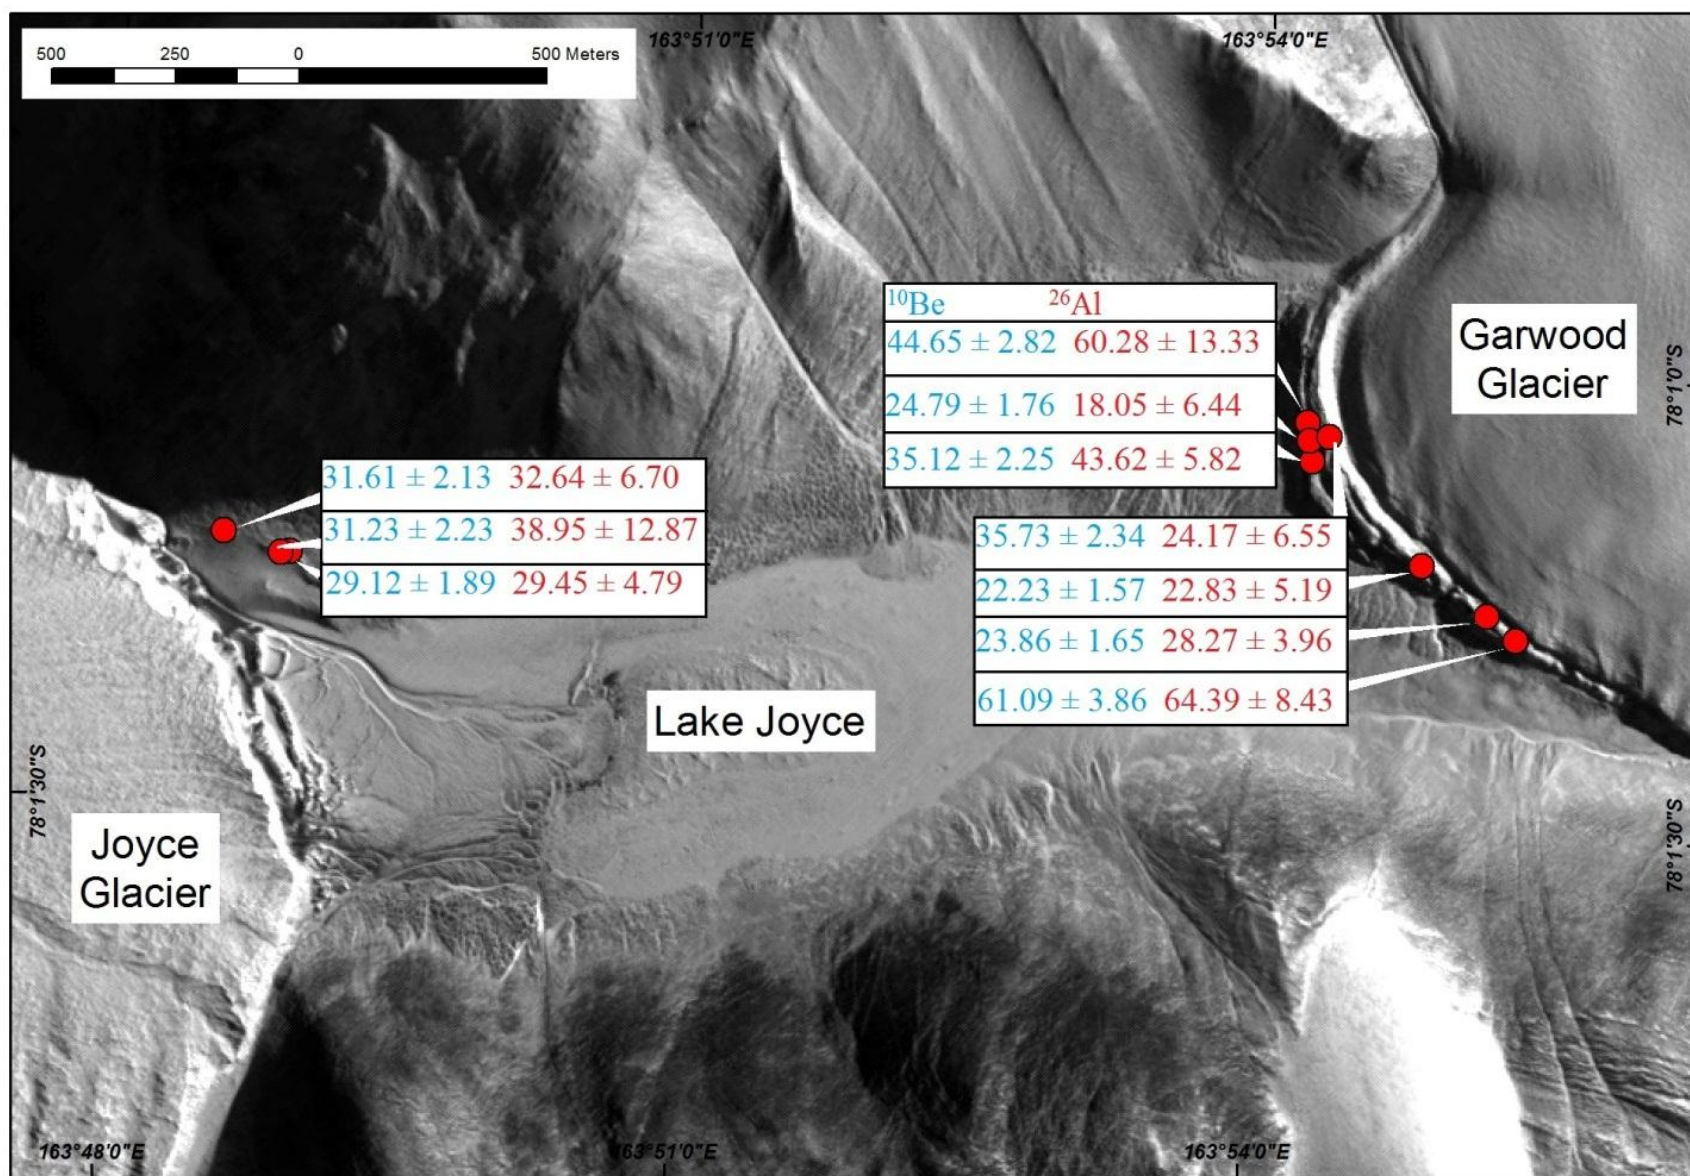 500 250 0 500 Meters
163°51'0"E
163°54'0"E
¹⁰Be ²⁶Al
44.65 ± 2.82 60.28 ± 13.33
24.79 ± 1.76 18.05 ± 6.44
35.12 ± 2.25 43.62 ± 5.82
Garwood
Glacier
78°1'0"S
31.61 ± 2.13 32.64 ± 6.70
31.23 ± 2.23 38.95 ± 12.87
29.12 ± 1.89 29.45 ± 4.79
35.73 ± 2.34 24.17 ± 6.55
22.23 ± 1.57 22.83 ± 5.19
23.86 ± 1.65 28.27 ± 3.96
61.09 ± 3.86 64.39 ± 8.43
Lake Joyce
78°1'30"S
78°1'30"S
Joyce
Glacier
163°48'0"E
163°51'0"E
163°54'0"E